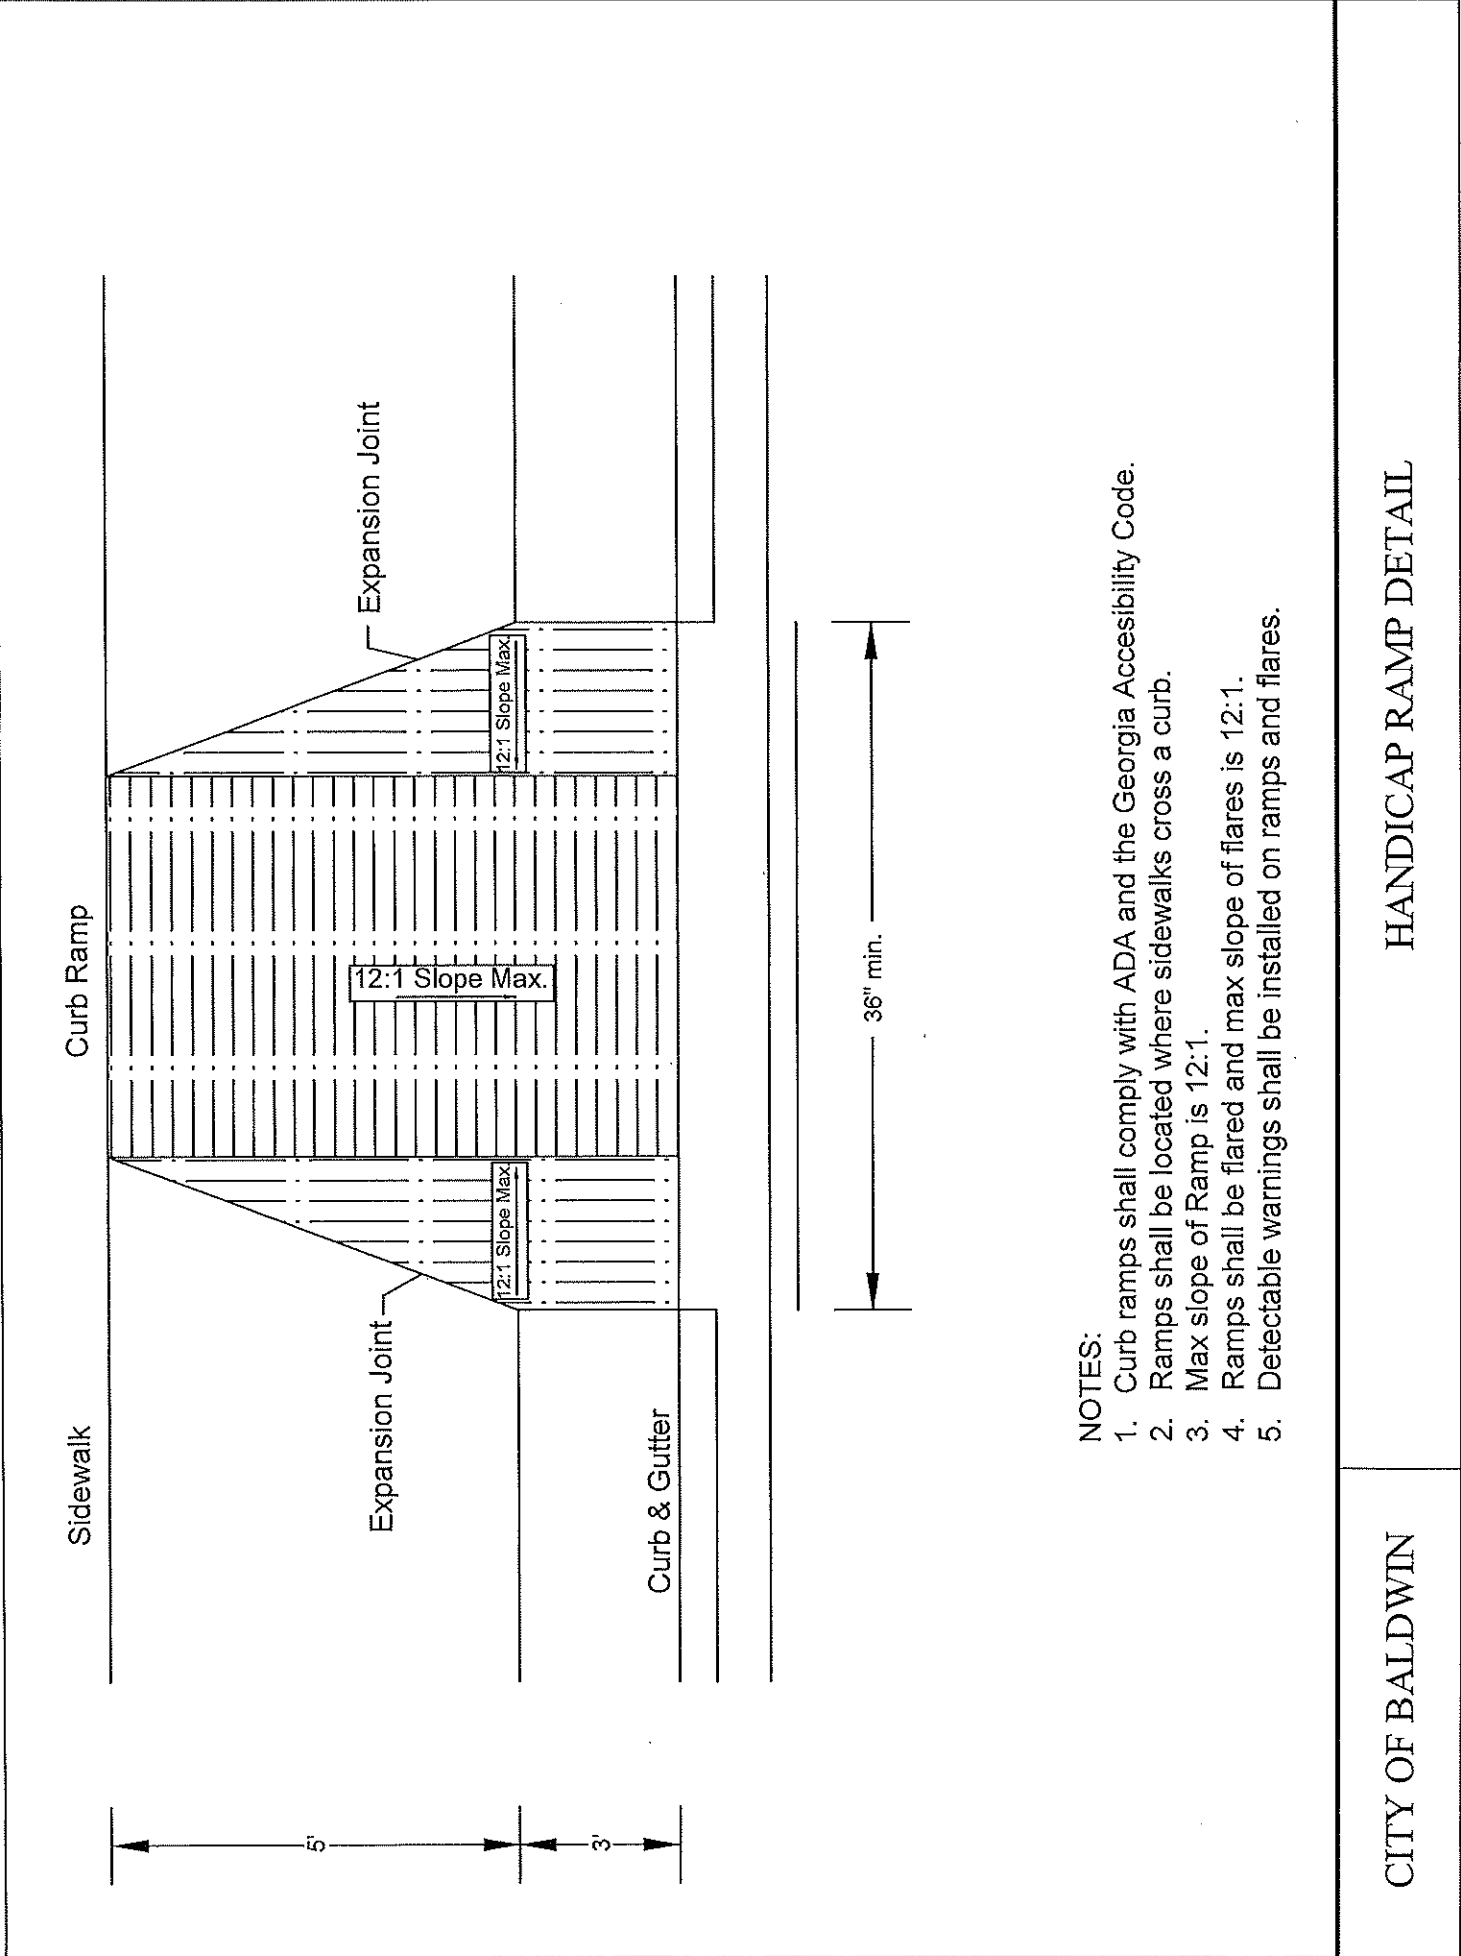 Sidewalk
Curb Ramp
Expansion Joint
Expansion Joint
12:1 Slope Max.
12:1 Slope Max.
12:1 Slope Max.
Curb & Gutter
5'
3'
36" min.
NOTES:
1. Curb ramps shall comply with ADA and the Georgia Accesibility Code.
2. Ramps shall be located where sidewalks cross a curb.
3. Max slope of Ramp is 12:1.
4. Ramps shall be flared and max slope of flares is 12:1.
5. Detectable warnings shall be installed on ramps and flares.
CITY OF BALDWIN
HANDICAP RAMP DETAIL